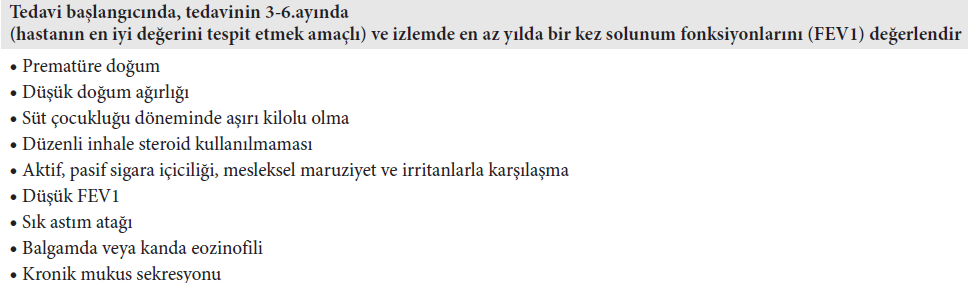 Tedavi başlangıcında, tedavinin 3-6.ayında
(hastanın en iyi değerini tespit etmek amaçlı) ve izlemde en az yılda bir kez solunum fonksiyonlarını (FEV1) değerlendir
• Prematüre doğum
• Düşük doğum ağırlığı
• Süt çocukluğu döneminde aşırı kilolu olma
• Düzenli inhale steroid kullanılmaması
• Aktif, pasif sigara içiciliği, mesleksel maruziyet ve irritanlarla karşılaşma
• Düşük FEV1
• Sık astım atağı
• Balgamda veya kanda eozinofili
• Kronik mukus sekresyonu